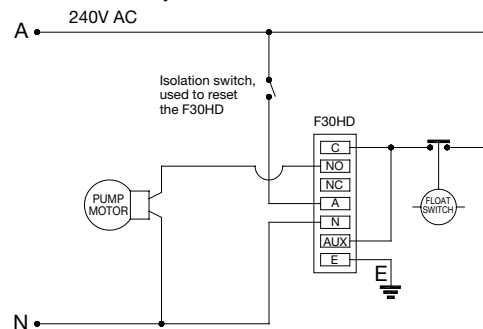 240V AC
A
Isolation switch,
used to reset
the F30HD
F30HD
C
NO
NC
A
N
AUX
E
PUMP
MOTOR
FLOAT
SWITCH
E
N